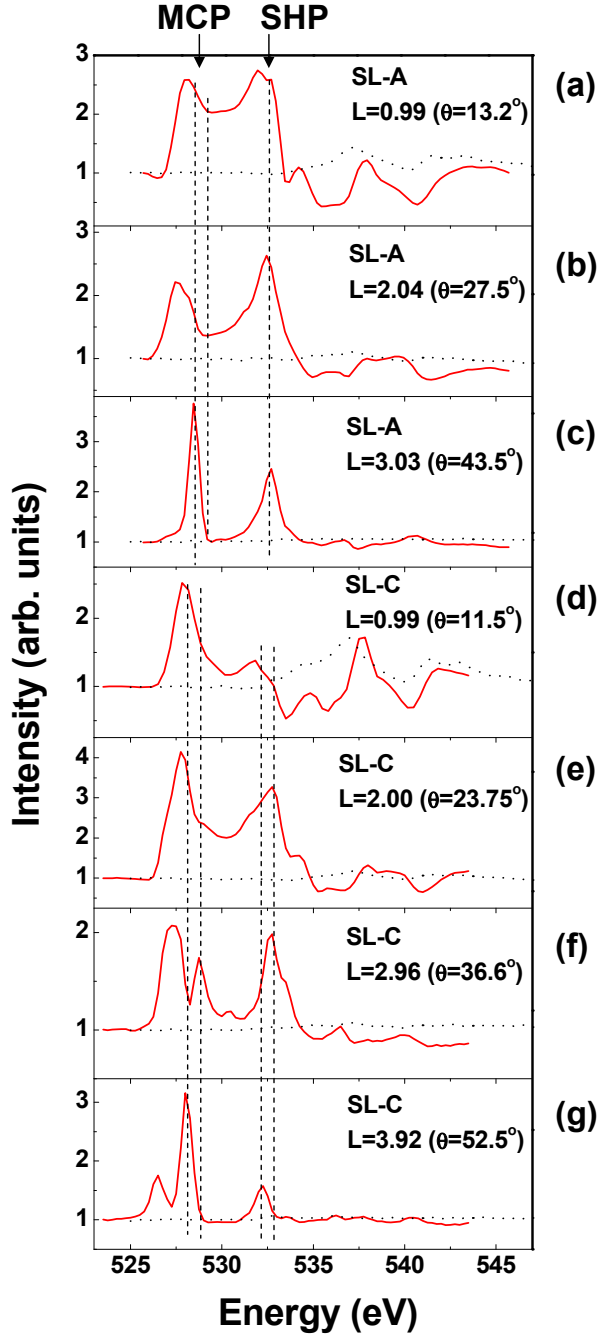 MCP SHP
3
2
1
SL-A
L=0.99 (θ=13.2°)
(a)
3
2
1
SL-A
L=2.04 (θ=27.5°)
(b)
3
2
1
SL-A
L=3.03 (θ=43.5°)
(c)
2
1
SL-C
L=0.99 (θ=11.5°)
(d)
4
3
2
1
SL-C
L=2.00 (θ=23.75°)
(e)
2
1
SL-C
L=2.96 (θ=36.6°)
(f)
3
2
1
SL-C
L=3.92 (θ=52.5°)
(g)
525 530 535 540 545
Energy (eV)
Intensity (arb. units)